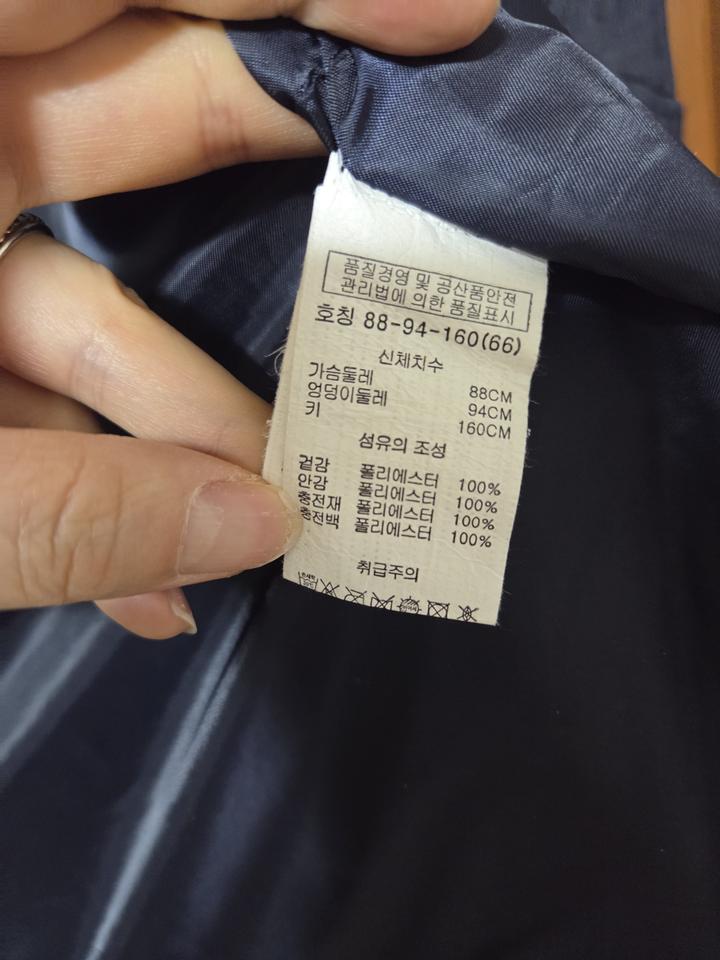 품질경영 및 공산품안전
관리법에 의한 품질표시
호칭 88-94-160(66)
신체치수
가슴둘레 88CM
엉덩이둘레 94CM
키 160CM
섬유의 조성
겉감 폴리에스터 100%
안감 폴리에스터 100%
충전재 폴리에스터 100%
충전백 폴리에스터 100%
취급주의